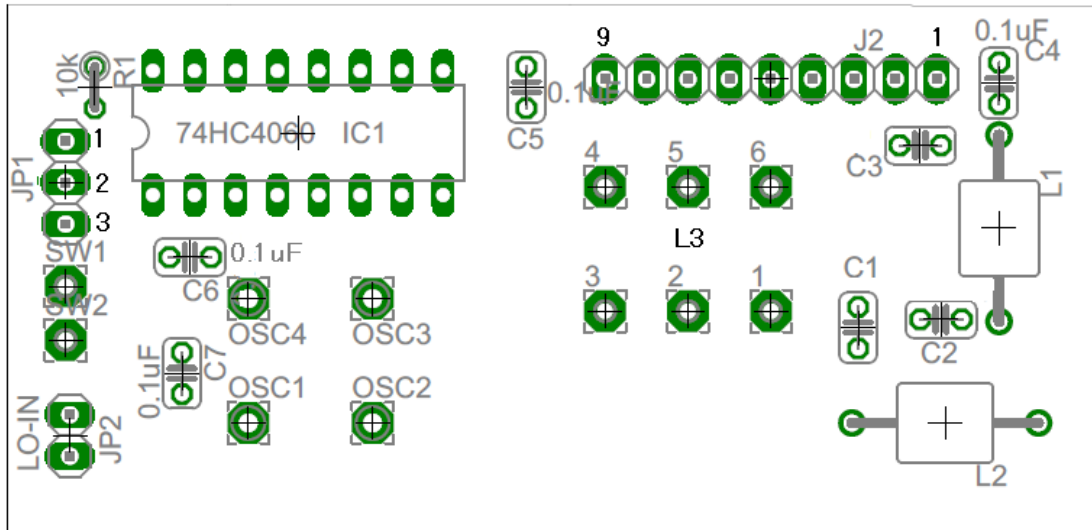 10k
R1
74HC4060
IC1
JP1
1
2
3
SW1
SW2
C6
0.1uF
0.1uF
C7
OSC4
OSC3
OSC1
OSC2
LO-IN
JP2
C5
0.1uF
9
J2
1
0.1uF
C4
C3
4
5
6
L3
3
2
1
L1
C1
C2
L2